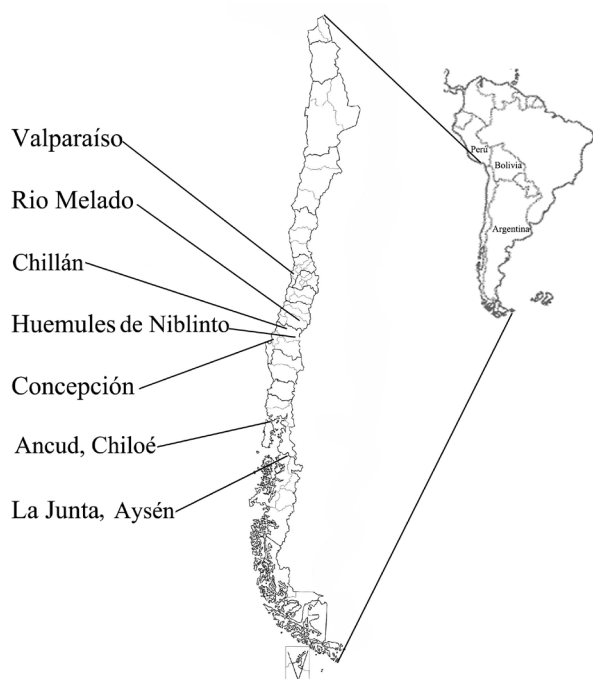 Valparaíso
Rio Melado
Chillán
Huemules de Niblinto
Concepción
Ancud, Chiloé
La Junta, Aysén
Perú
Bolivia
Argentina